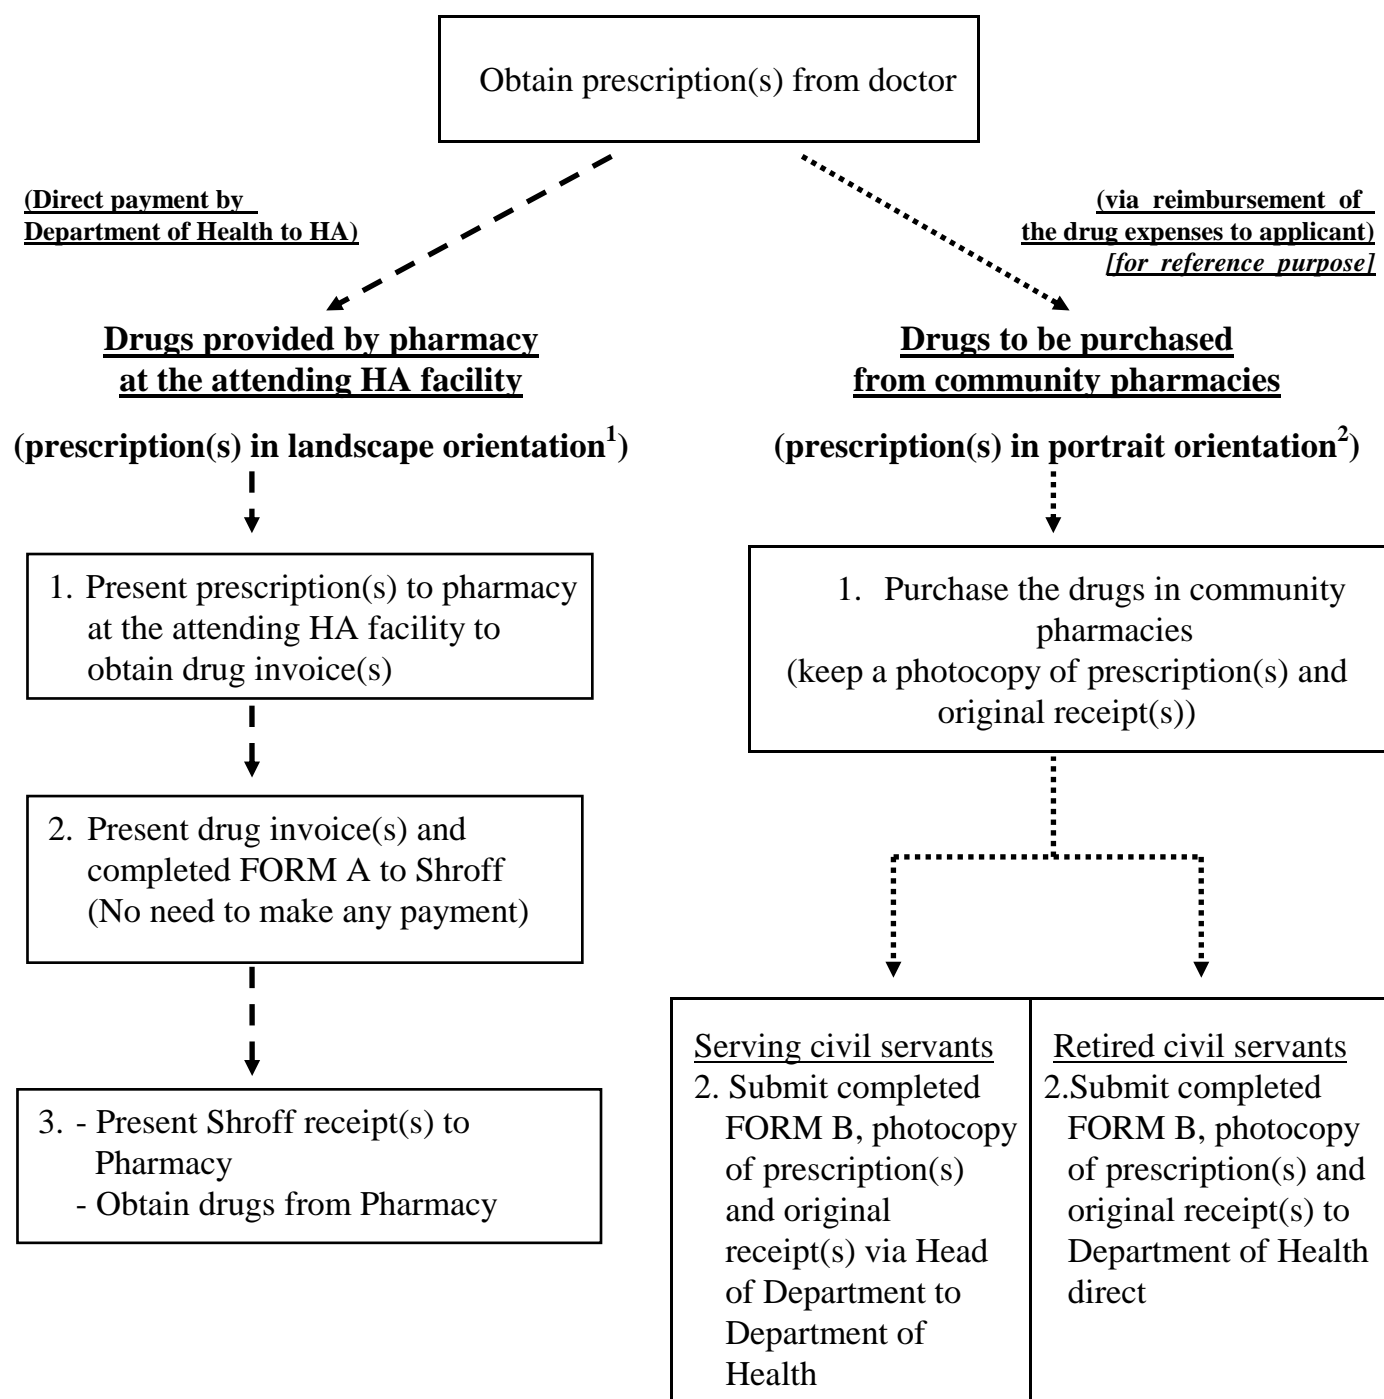 Obtain prescription(s) from doctor
(Direct payment by
Department of Health to HA)
(via reimbursement of
the drug expenses to applicant)
[for reference purpose]
Drugs provided by pharmacy
at the attending HA facility
(prescription(s) in landscape orientation¹)
Drugs to be purchased
from community pharmacies
(prescription(s) in portrait orientation²)
1. Present prescription(s) to pharmacy
at the attending HA facility to
obtain drug invoice(s)
2. Present drug invoice(s) and
completed FORM A to Shroff
(No need to make any payment)
3. - Present Shroff receipt(s) to
Pharmacy
- Obtain drugs from Pharmacy
1. Purchase the drugs in community
pharmacies
(keep a photocopy of prescription(s) and
original receipt(s))
Serving civil servants
2. Submit completed
FORM B, photocopy
of prescription(s)
and original
receipt(s) via Head
of Department to
Department of
Health
Retired civil servants
2.Submit completed
FORM B, photocopy
of prescription(s) and
original receipt(s) to
Department of Health
direct